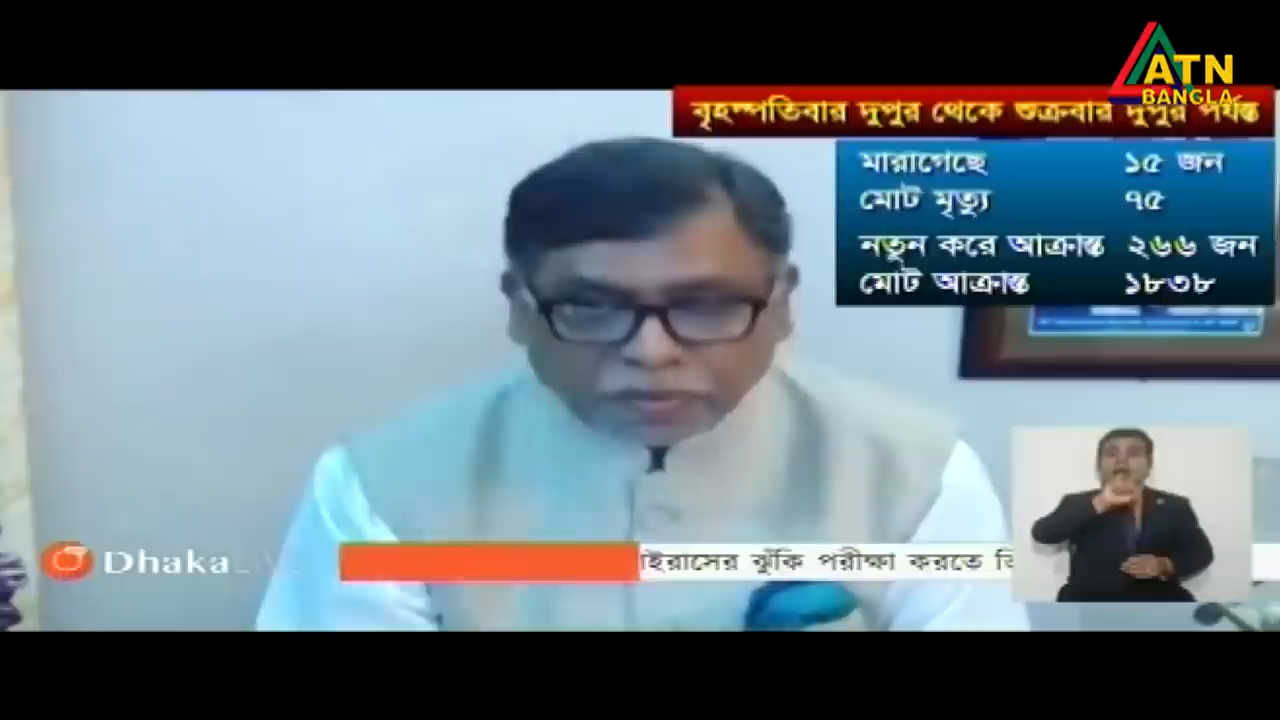 ATN
BANGLA
বৃহস্পতিবার দুপুর থেকে শুক্রবার দুপুর পর্যন্ত
মারাগেছে ১৫ জন
মোট মৃত্যু ৭৫
নতুন করে আক্রান্ত ২৬৬ জন
মোট আক্রান্ত ১৮৩৮
Dhaka
াইরাসের ঝুঁকি পরীক্ষা করতে